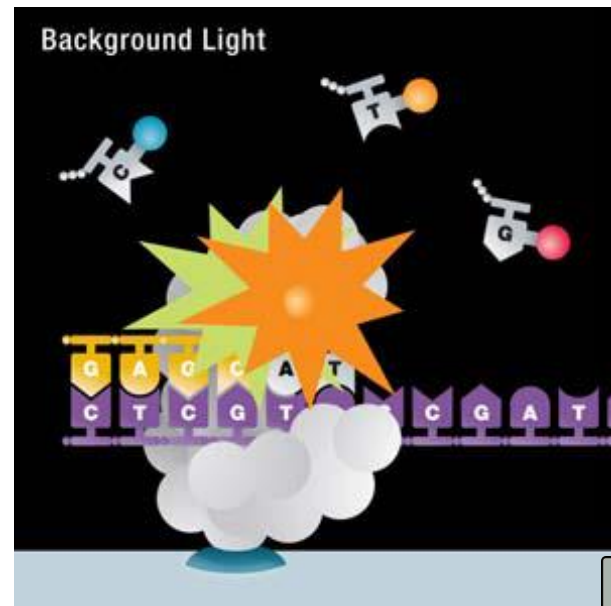 Background Light
T
C
G
G A G C A T
C T C G T C G A T